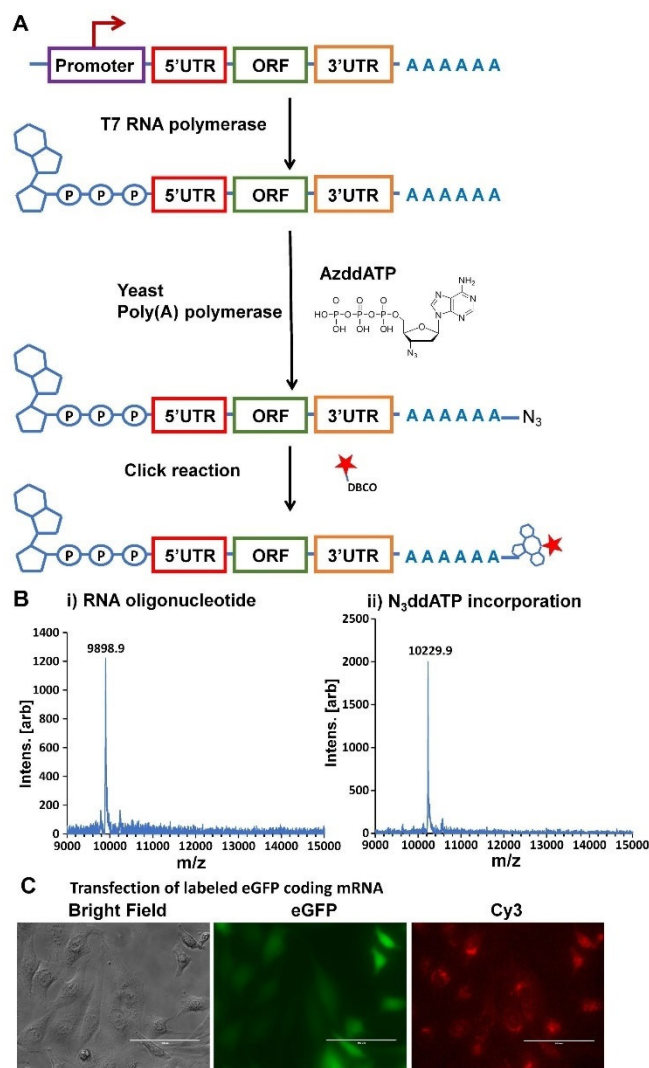 A
Promoter 5'UTR ORF 3'UTR A A A A A A
T7 RNA polymerase
P P P 5'UTR ORF 3'UTR A A A A A A
Yeast
Poly(A) polymerase
AzddATP
NH2
N
N
N
N
O O O
HO-P-O-P-O-P-O
OH OH OH
O
N3
P P P 5'UTR ORF 3'UTR A A A A A A N3
Click reaction
DBCO
P P P 5'UTR ORF 3'UTR A A A A A A
B
i) RNA oligonucleotide
1400
1200
1000
800
600
400
200
0
Intens. [arb]
9898.9
9000 10000 11000 12000 13000 14000 15000
m/z
ii) N3ddATP incorporation
2500
2000
1500
1000
500
0
Intens. [arb]
10229.9
9000 10000 11000 12000 13000 14000 15000
m/z
C Transfection of labeled eGFP coding mRNA
Bright Field eGFP Cy3